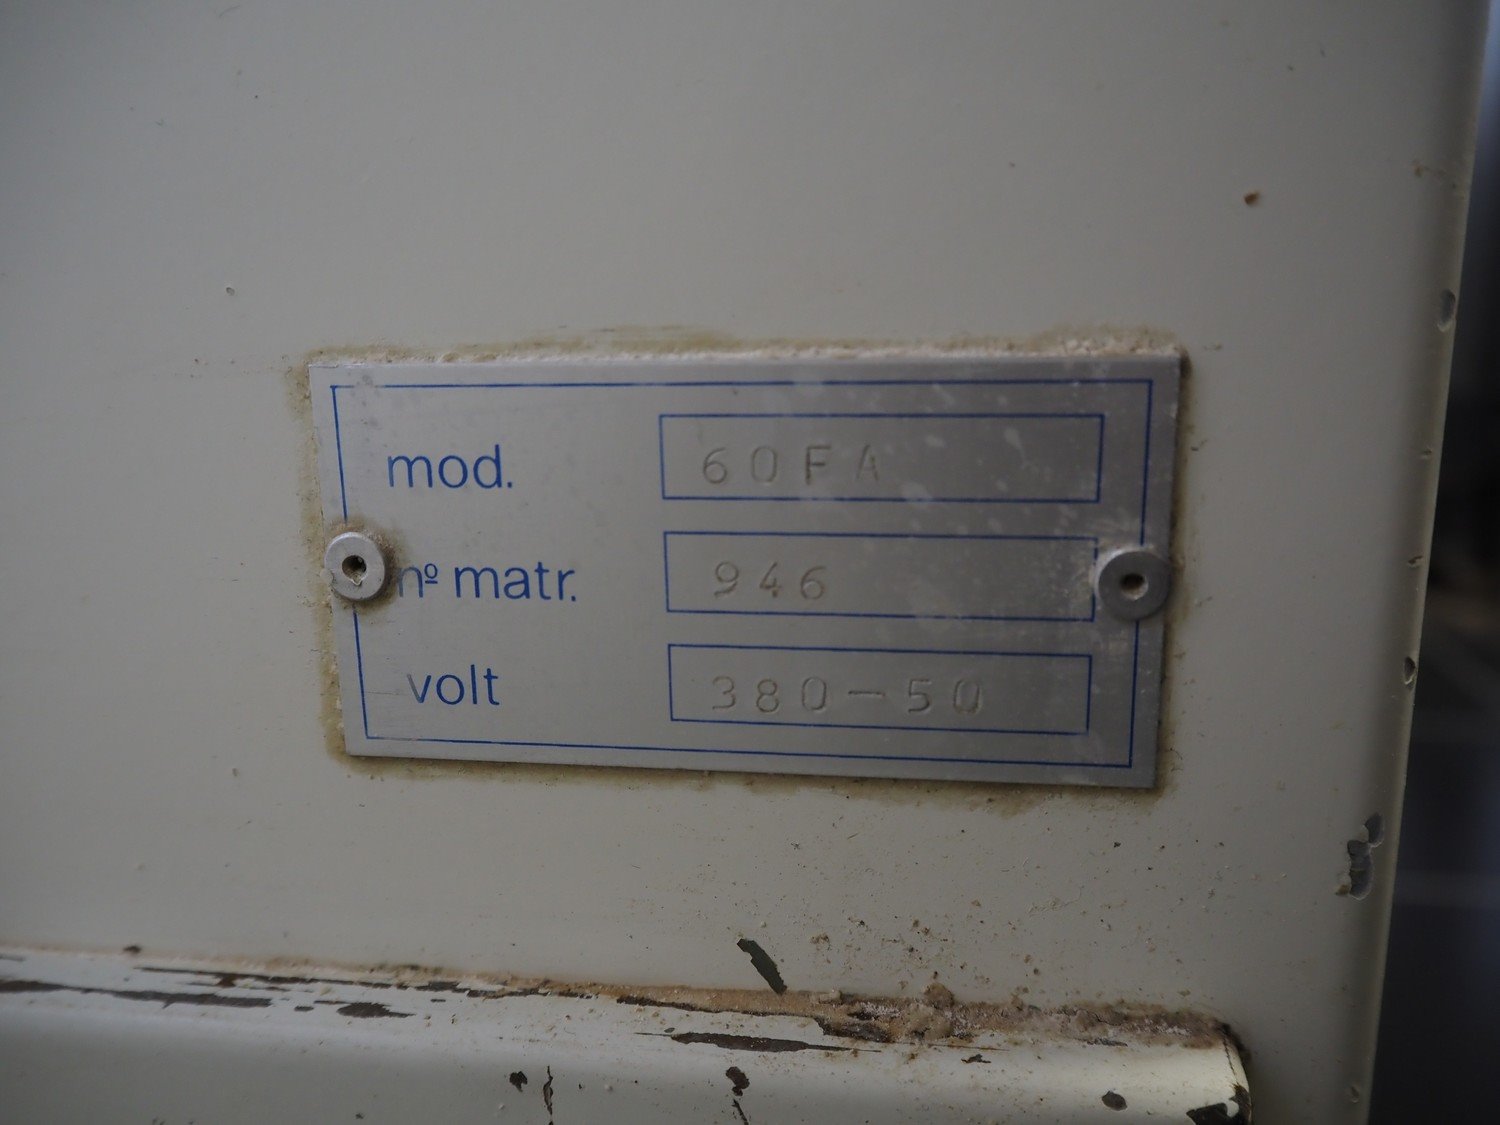 mod. 60FA
nº matr. 946
volt 380-50